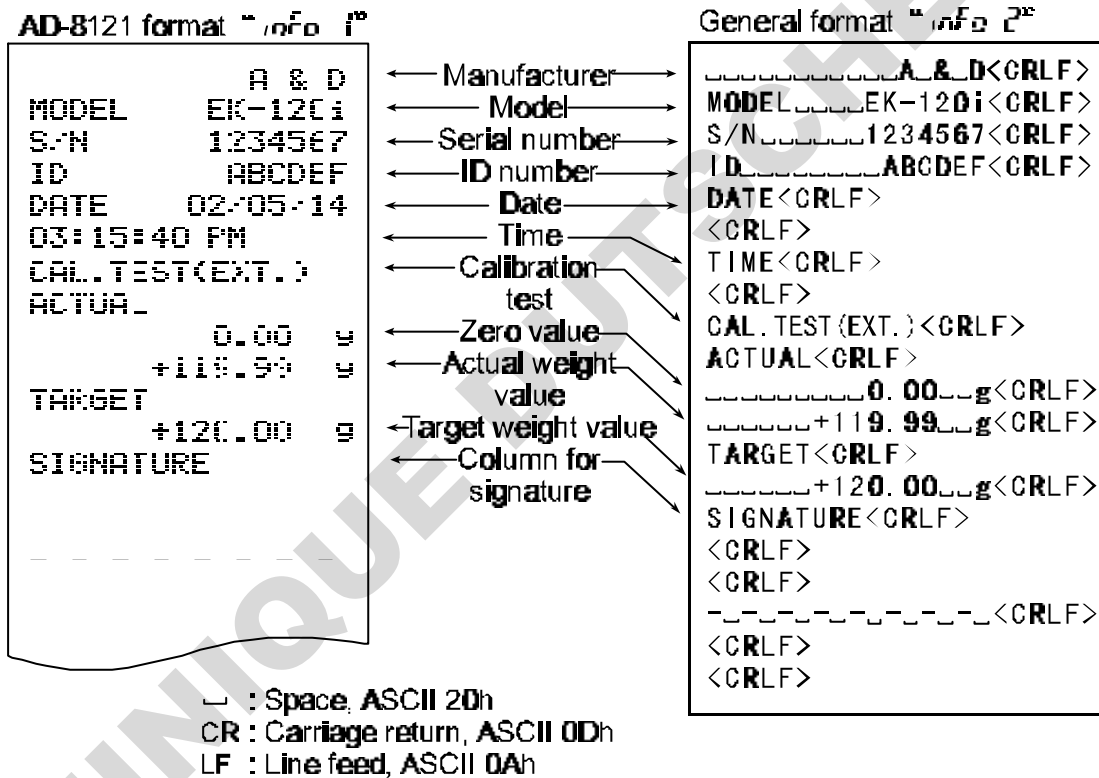 AD-8121 format "info 1"
A & D
MODEL EK-120i
S/N 1234567
ID ABCDEF
DATE 02/05/14
03:15:40 PM
CAL.TEST(EXT.)
ACTUAL
0.00 g
+119.99 g
TARGET
+120.00 g
SIGNATURE
_ _ _ _ _ _ _ _
Manufacturer
Model
Serial number
ID number
Date
Time
Calibration
test
Zero value
Actual weight
value
Target weight value
Column for
signature
General format "info 2"
␣␣␣␣␣␣␣␣␣␣␣A␣&␣D<CRLF>
MODEL␣␣␣␣EK-120i<CRLF>
S/N␣␣␣␣␣␣1234567<CRLF>
ID␣␣␣␣␣␣␣␣ABCDEF<CRLF>
DATE<CRLF>
<CRLF>
TIME<CRLF>
<CRLF>
CAL.TEST(EXT.)<CRLF>
ACTUAL<CRLF>
␣␣␣␣␣␣␣␣␣0.00␣␣g<CRLF>
␣␣␣␣␣␣+119.99␣␣g<CRLF>
TARGET<CRLF>
␣␣␣␣␣␣+120.00␣␣g<CRLF>
SIGNATURE<CRLF>
<CRLF>
<CRLF>
-␣-␣-␣-␣-␣-␣-␣-␣<CRLF>
<CRLF>
<CRLF>
␣ : Space, ASCII 20h
CR : Carriage return, ASCII 0Dh
LF : Line feed, ASCII 0Ah
UNIQUE DUTSCHE